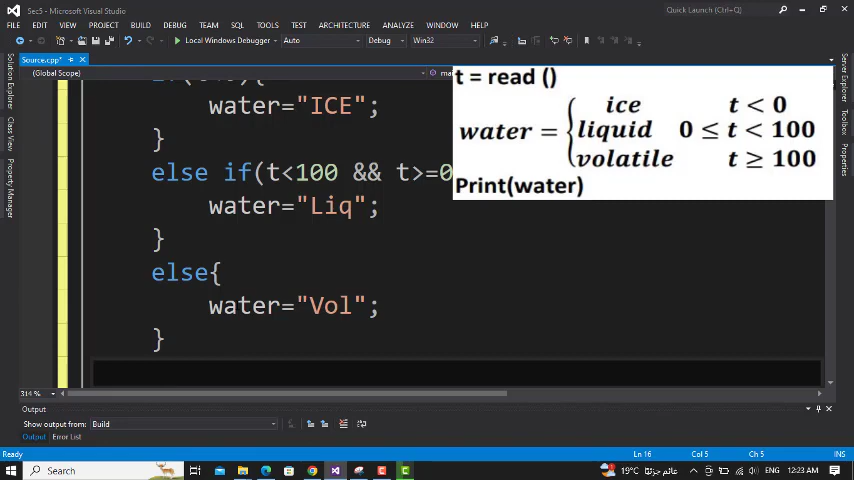 Sec5 - Microsoft Visual Studio
Quick Launch (Ctrl+Q)
FILE EDIT VIEW PROJECT BUILD DEBUG TEAM SQL TOOLS TEST ARCHITECTURE ANALYZE WINDOW HELP
Local Windows Debugger Auto Debug Win32
Source.cpp*
(Global Scope)
Solution Explorer
Class View
Property Manager
water="ICE";
}
else if(t<100 && t>=0
water="Liq";
}
else{
water="Vol";
}
t = read ()
water = { ice t < 0
liquid 0 ≤ t < 100
volatile t ≥ 100
Print(water)
Server Explorer
Toolbox
Properties
314 %
Output
Show output from: Build
Output Error List
Ready Ln 16 Col 5 Ch 5 INS
Search
19°C غائم جزئيًا ENG 12:23 AM